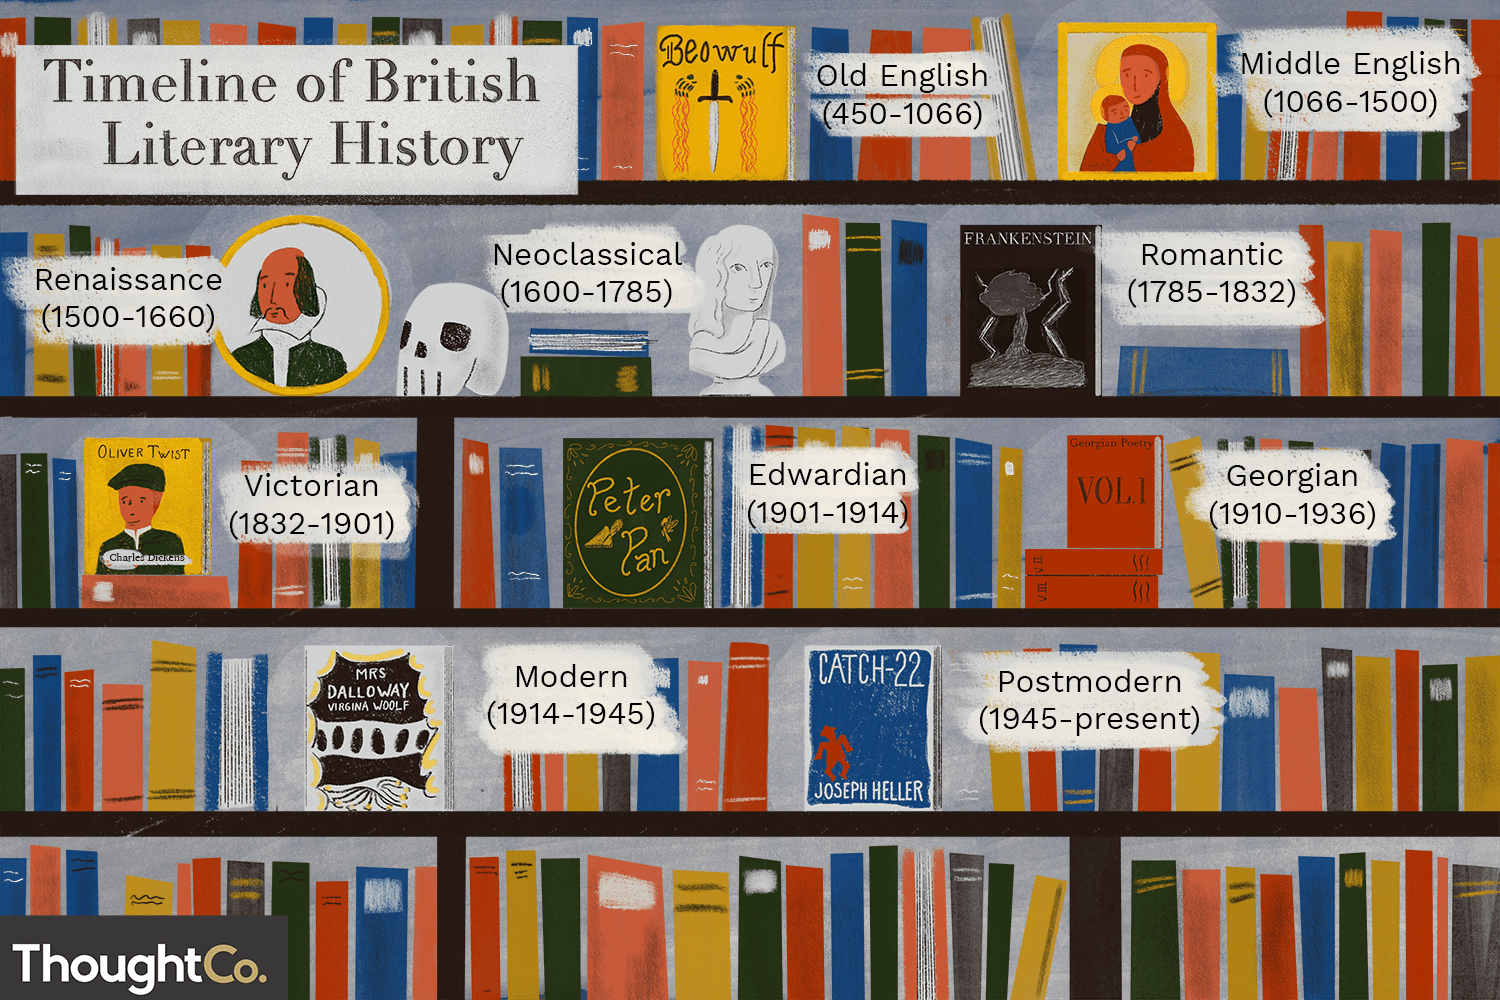 Timeline of British
Literary History
Beowulf
Old English
(450-1066)
Middle English
(1066-1500)
Renaissance
(1500-1660)
Neoclassical
(1600-1785)
FRANKENSTEIN
Romantic
(1785-1832)
OLIVER TWIST
Charles Dickens
Victorian
(1832-1901)
Peter
Pan
Edwardian
(1901-1914)
Georgian Poetry
VOL.I
V.II
V.III
Georgian
(1910-1936)
MRS
DALLOWAY
VIRGINA WOOLF
Modern
(1914-1945)
CATCH-22
JOSEPH HELLER
Postmodern
(1945-present)
ThoughtCo.